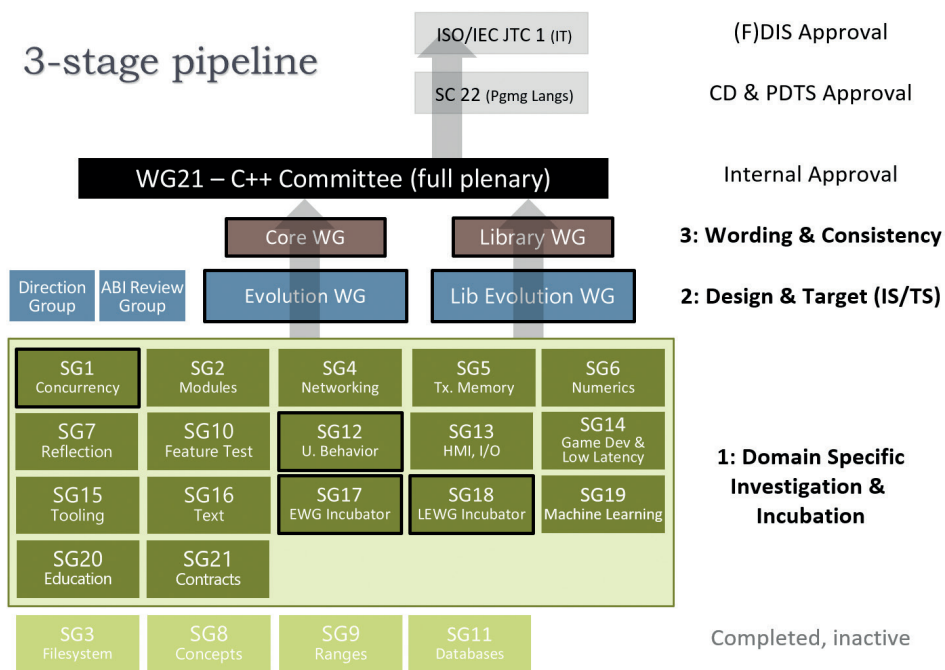 3-stage pipeline
ISO/IEC JTC 1 (IT)
(F)DIS Approval
SC 22 (Pgmg Langs)
CD & PDTS Approval
WG21 – C++ Committee (full plenary)
Internal Approval
Core WG
Library WG
3: Wording & Consistency
Direction
Group
ABI Review
Group
Evolution WG
Lib Evolution WG
2: Design & Target (IS/TS)
SG1
Concurrency
SG2
Modules
SG4
Networking
SG5
Tx. Memory
SG6
Numerics
SG7
Reflection
SG10
Feature Test
SG12
U. Behavior
SG13
HMI, I/O
SG14
Game Dev &
Low Latency
SG15
Tooling
SG16
Text
SG17
EWG Incubator
SG18
LEWG Incubator
SG19
Machine Learning
SG20
Education
SG21
Contracts
1: Domain Specific
Investigation &
Incubation
SG3
Filesystem
SG8
Concepts
SG9
Ranges
SG11
Databases
Completed, inactive